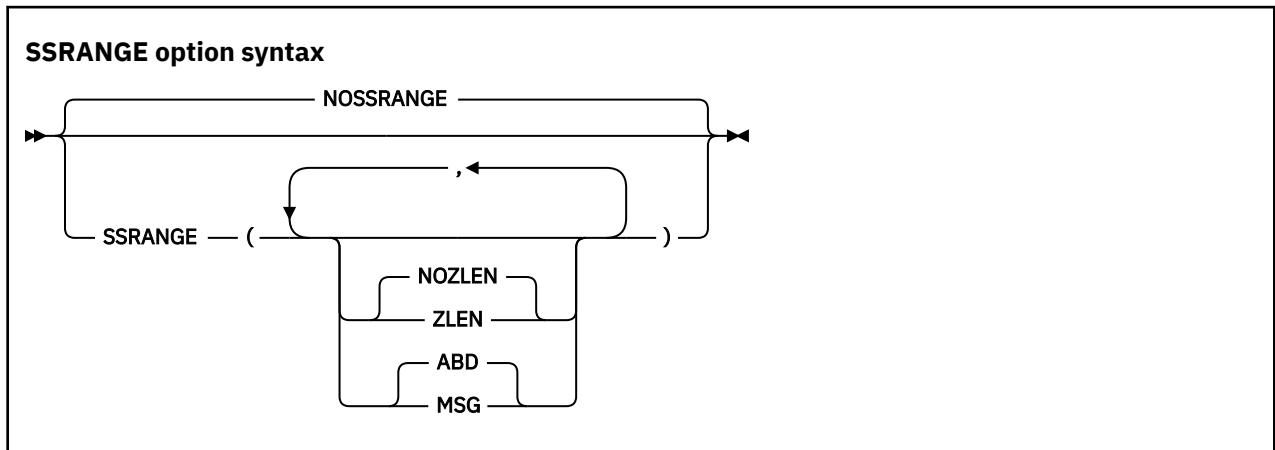 SSRANGE option syntax
NOSSRANGE
,
SSRANGE ( )
NOZLEN
ZLEN
ABD
MSG